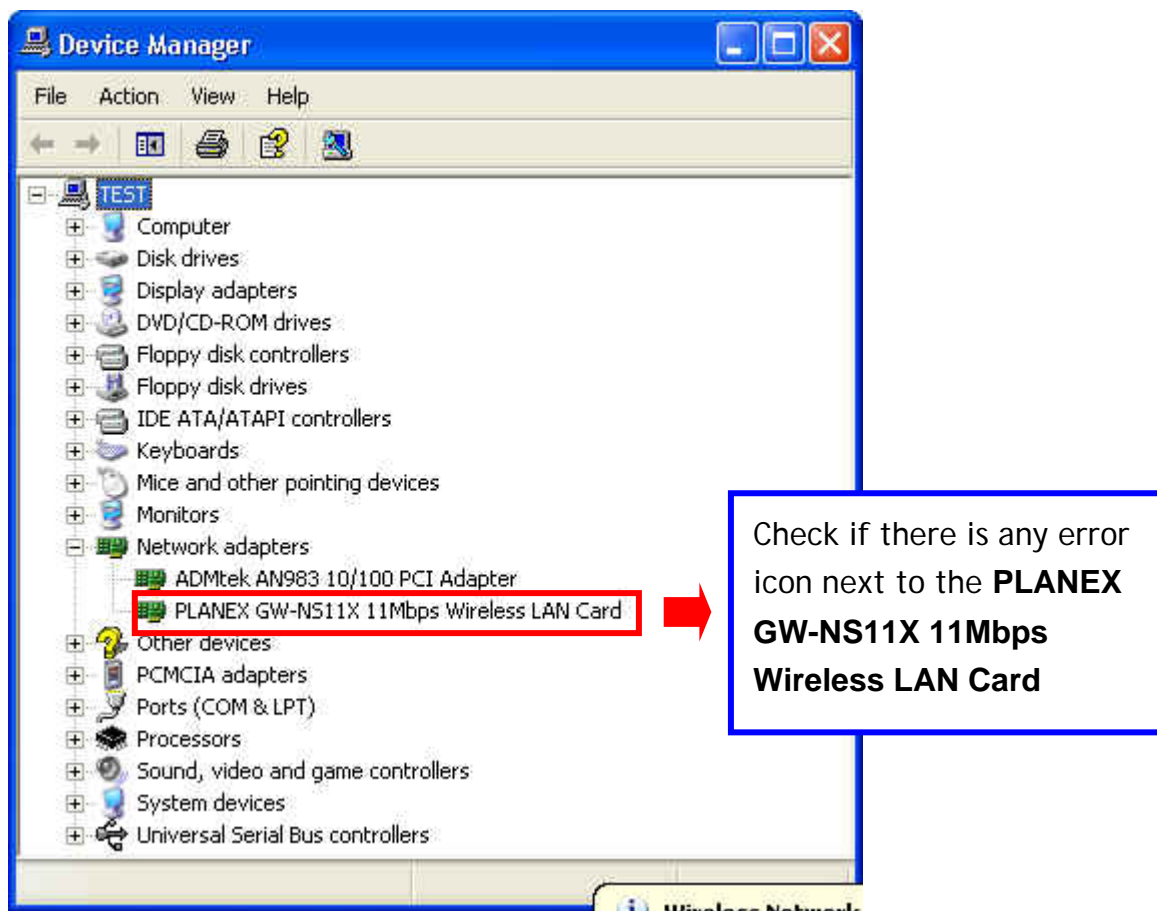 Device Manager
File Action View Help
TEST
Computer
Disk drives
Display adapters
DVD/CD-ROM drives
Floppy disk controllers
Floppy disk drives
IDE ATA/ATAPI controllers
Keyboards
Mice and other pointing devices
Monitors
Network adapters
ADMtek AN983 10/100 PCI Adapter
PLANEX GW-NS11X 11Mbps Wireless LAN Card
Other devices
PCMCIA adapters
Ports (COM & LPT)
Processors
Sound, video and game controllers
System devices
Universal Serial Bus controllers
Check if there is any error
icon next to the PLANEX
GW-NS11X 11Mbps
Wireless LAN Card
Wireless Network